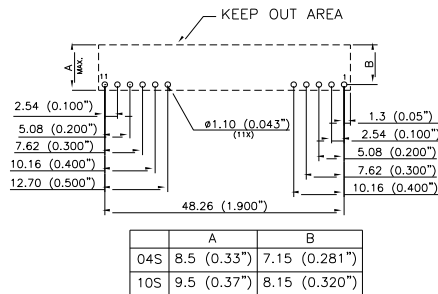 KEEP OUT AREA
A
MAX.
B
11
1
2.54 (0.100")
5.08 (0.200")
7.62 (0.300")
10.16 (0.400")
12.70 (0.500")
ø1.10 (0.043")
(11X)
1.3 (0.05")
2.54 (0.100")
5.08 (0.200")
7.62 (0.300")
10.16 (0.400")
48.26 (1.900")
A B
04S 8.5 (0.33") 7.15 (0.281")
10S 9.5 (0.37") 8.15 (0.320")